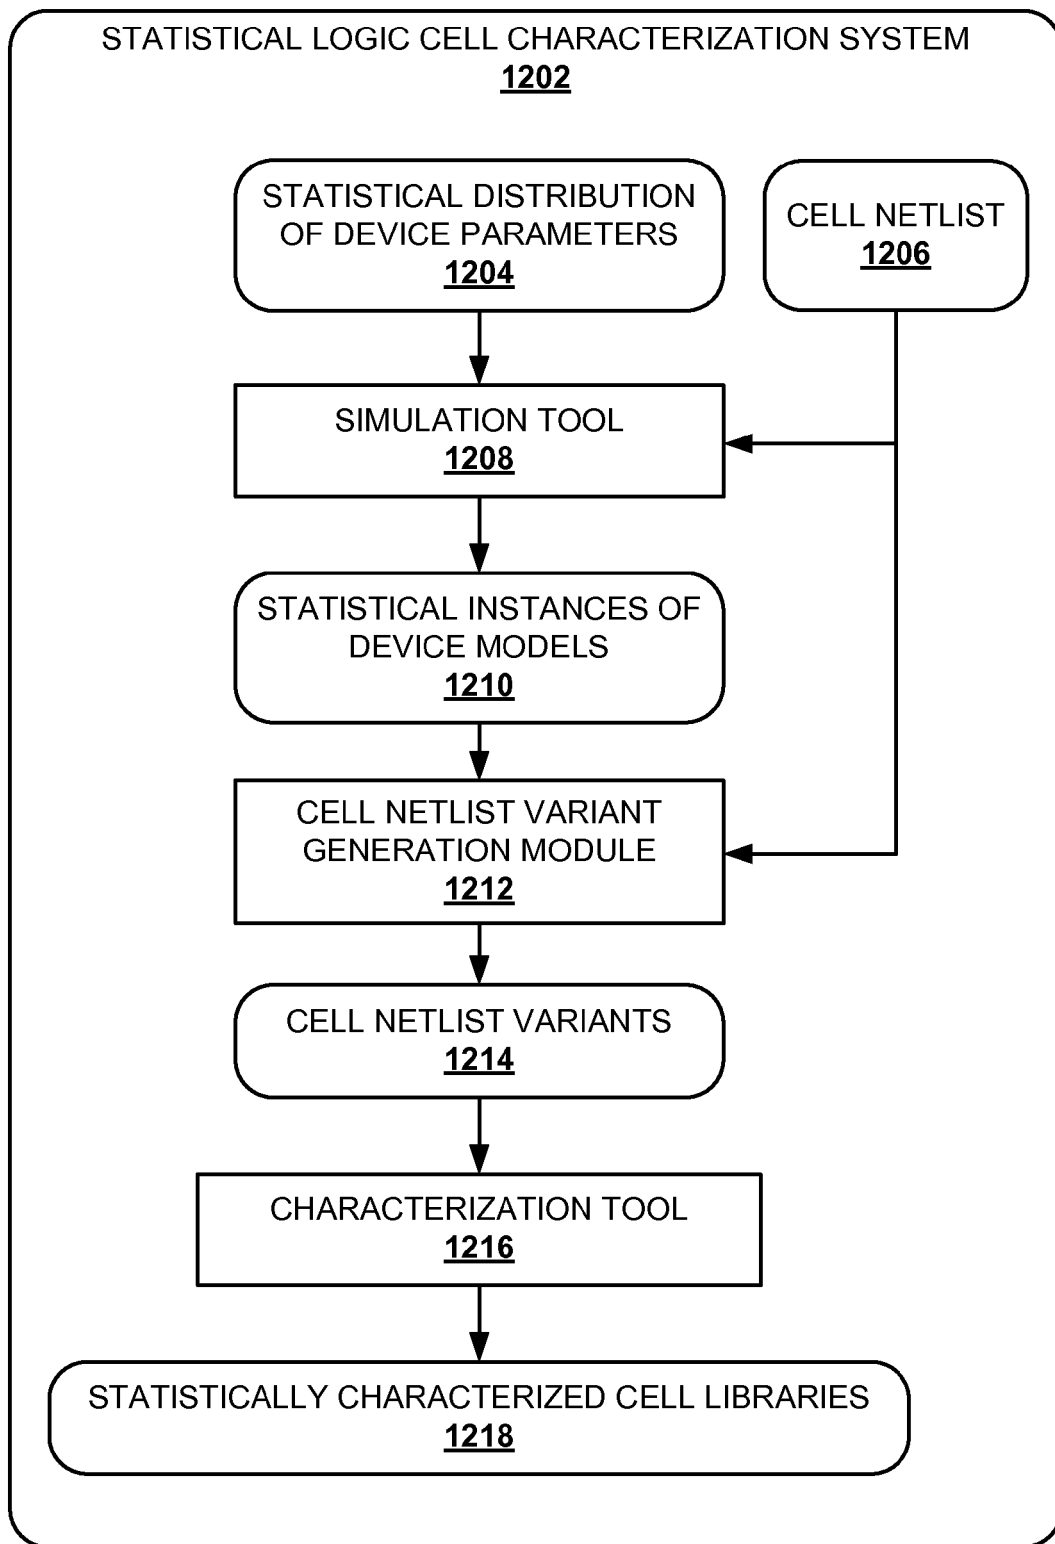 STATISTICAL LOGIC CELL CHARACTERIZATION SYSTEM
1202
STATISTICAL DISTRIBUTION
OF DEVICE PARAMETERS
1204
CELL NETLIST
1206
SIMULATION TOOL
1208
STATISTICAL INSTANCES OF
DEVICE MODELS
1210
CELL NETLIST VARIANT
GENERATION MODULE
1212
CELL NETLIST VARIANTS
1214
CHARACTERIZATION TOOL
1216
STATISTICALLY CHARACTERIZED CELL LIBRARIES
1218